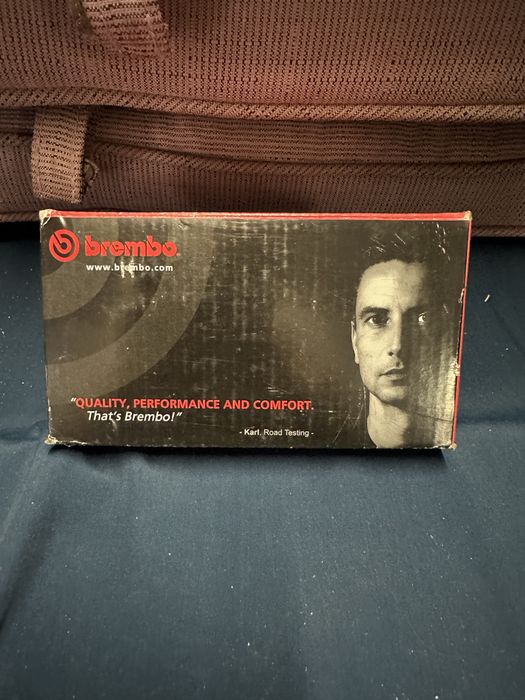 brembo
www.brembo.com
"QUALITY, PERFORMANCE AND COMFORT.
That's Brembo!"
- Karl. Road Testing -